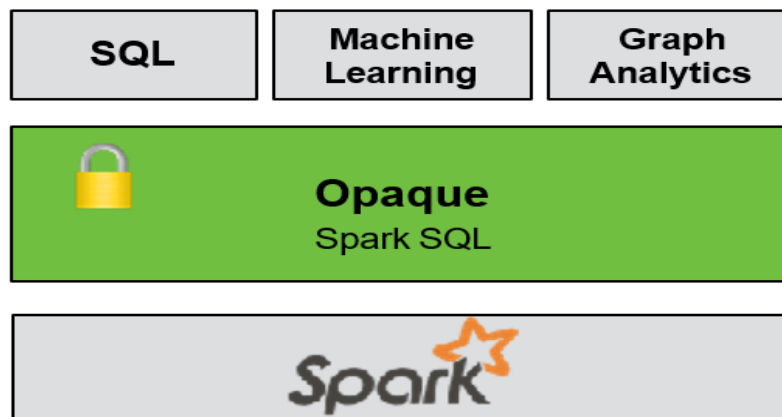 SQL
Machine
Learning
Graph
Analytics
Opaque
Spark SQL
Spark